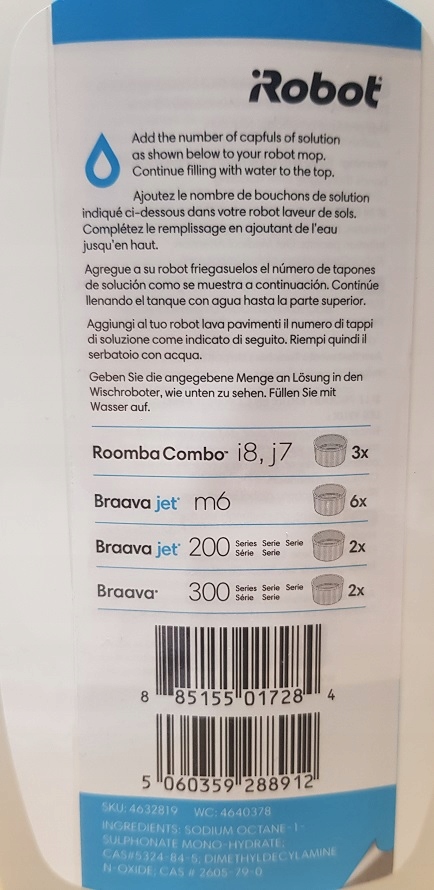 iRobot
Add the number of capfuls of solution
as shown below to your robot mop.
Continue filling with water to the top.
Ajoutez le nombre de bouchons de solution
indiqué ci-dessous dans votre robot laveur de sols.
Complétez le remplissage en ajoutant de l'eau
jusqu'en haut.
Agregue a su robot friegasuelos el número de tapones
de solución como se muestra a continuación. Continúe
llenando el tanque con agua hasta la parte superior.
Aggiungi al tuo robot lava pavimenti il numero di tappi
di soluzione come indicato di seguito. Riempi quindi il
serbatoio con acqua.
Geben Sie die angegebene Menge an Lösung in den
Wischroboter, wie unten zu sehen. Füllen Sie mit
Wasser auf.
Roomba Combo™ i8, j7 3x
Braava jet® m6 6x
Braava jet® 200 Series Serie Serie 2x
Série Serie
Braava® 300 Series Serie Serie 2x
Série Serie
8 85155 01728 4
5 060359 288912
SKU: 4632819 WC: 4640378
INGREDIENTS: SODIUM OCTANE-1-
SULPHONATE MONO-HYDRATE;
CAS#5324-84-5; DIMETHYLDECYLAMINE
N-OXIDE; CAS # 2605-79-0